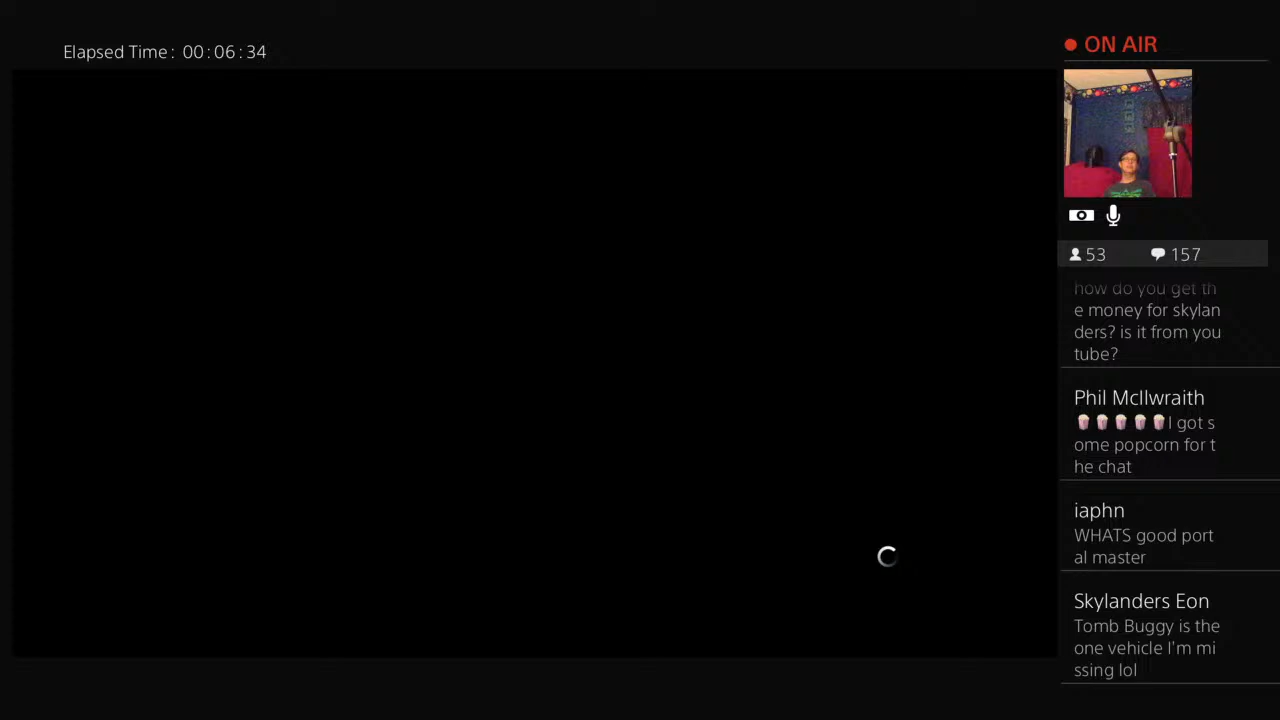 Elapsed Time: 00:06:34
ON AIR
53 157
how do you get th
e money for skylan
ders? is it from you
tube?
Phil McIlwraith
I got s
ome popcorn for t
he chat
iaphn
WHATS good port
al master
Skylanders Eon
Tomb Buggy is the
one vehicle I'm mi
ssing lol